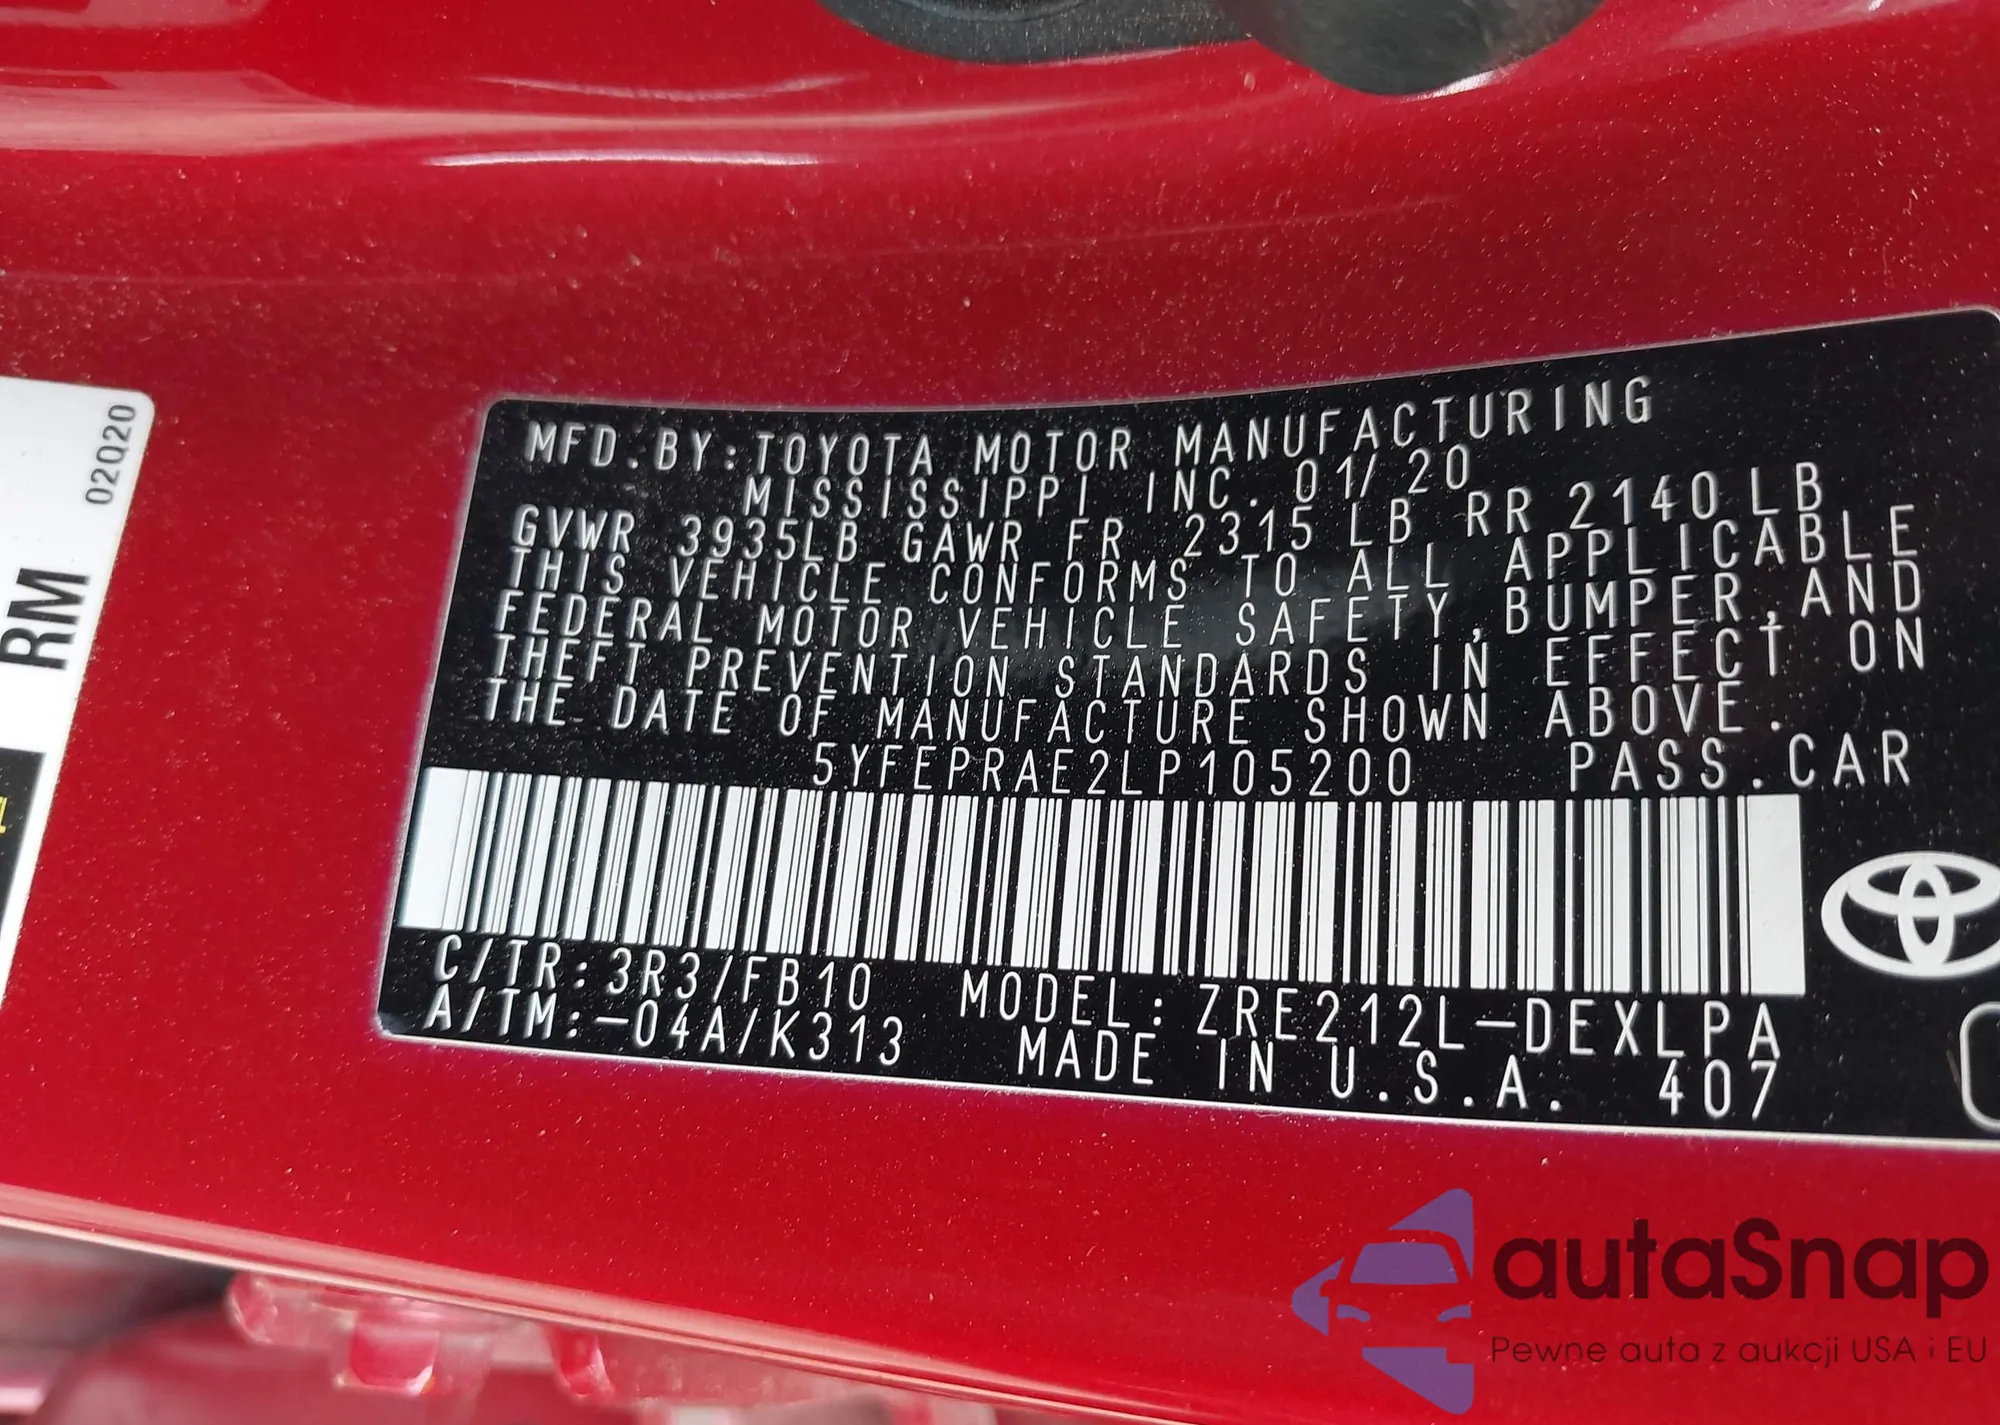 02Q20
RM
MFD.BY:TOYOTA MOTOR MANUFACTURING
MISSISSIPPI INC. 01/20
GVWR 3935LB GAWR FR 2315 LB RR 2140LB
THIS VEHICLE CONFORMS TO ALL APPLICABLE
FEDERAL MOTOR VEHICLE SAFETY,BUMPER,AND
THEFT PREVENTION STANDARDS IN EFFECT ON
THE DATE OF MANUFACTURE SHOWN ABOVE.
5YFEPRAE2LP105200 PASS.CAR
C/TR:3R3/FB10 MODEL:ZRE212L-DEXLPA
A/TM:-04A/K313 MADE IN U.S.A. 407
autaSnap
Pewne auta z aukcji USA i EU